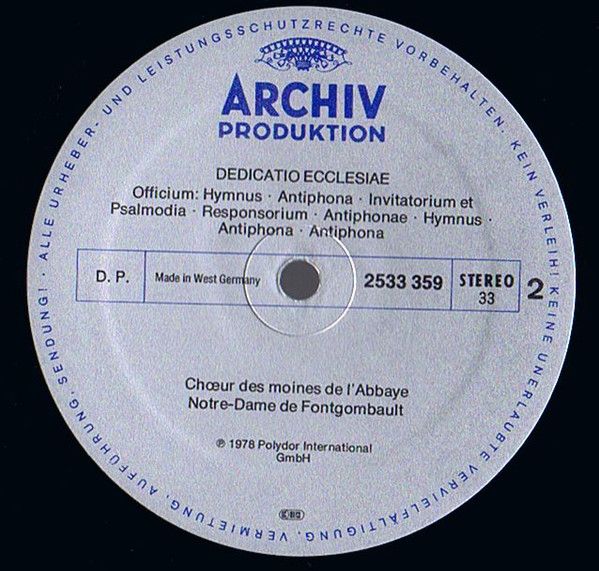 ALLE URHEBER- UND LEISTUNGSSCHUTZRECHTE VORBEHALTEN. KEIN VERLEIH! KEINE UNERLAUBTE VERVIELFÄLTIGUNG, VERMIETUNG, AUFFÜHRUNG, SENDUNG! ·
ARCHIV
PRODUKTION
DEDICATIO ECCLESIAE
Officium: Hymnus · Antiphona · Invitatorium et
Psalmodia · Responsorium · Antiphonae · Hymnus ·
Antiphona · Antiphona
D. P.
Made in West Germany
2533 359
STEREO
33
2
Chœur des moines de l'Abbaye
Notre-Dame de Fontgombault
℗ 1978 Polydor International
GmbH